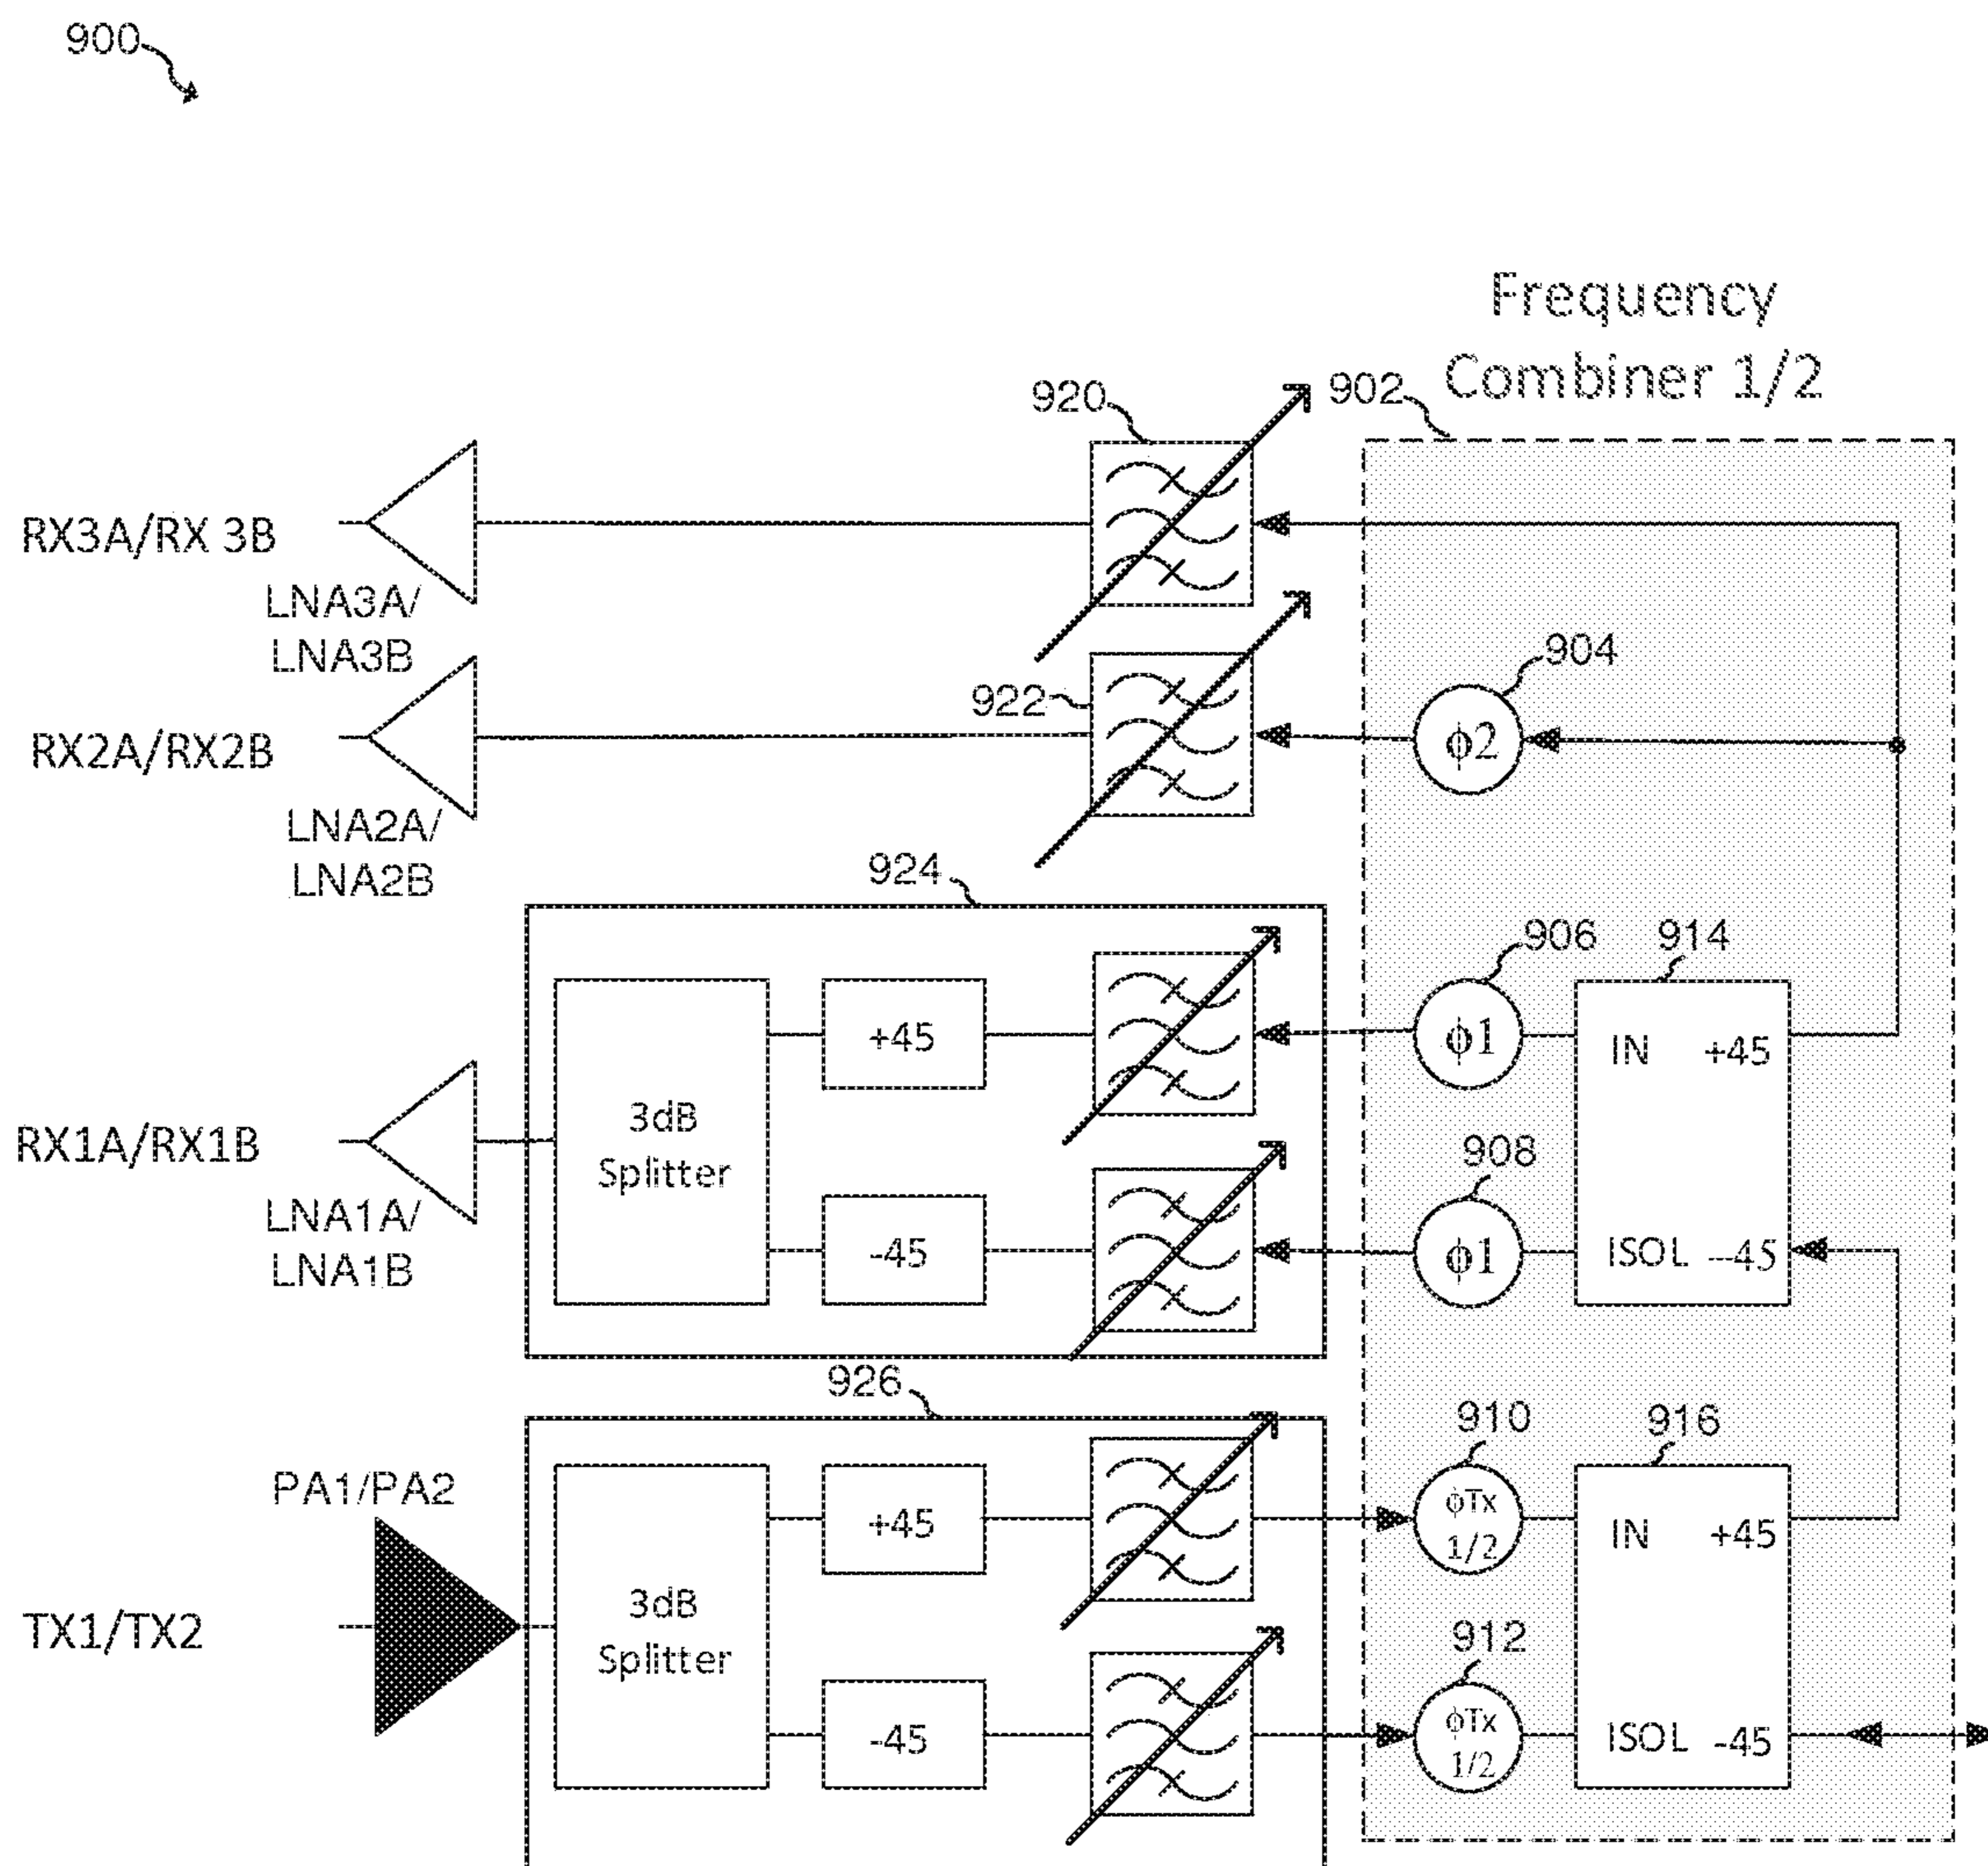 900
Frequency
Combiner 1/2
920
902
RX3A/RX 3B
LNA3A/
LNA3B
904
922
ϕ2
RX2A/RX2B
LNA2A/
LNA2B
924
906
914
+45
ϕ1
IN +45
3dB
Splitter
RX1A/RX1B
908
LNA1A/
LNA1B
-45
ϕ1
ISOL --45
926
910
916
PA1/PA2
+45
ϕTx
1/2
IN +45
3dB
Splitter
TX1/TX2
912
-45
ϕTx
1/2
ISOL -45